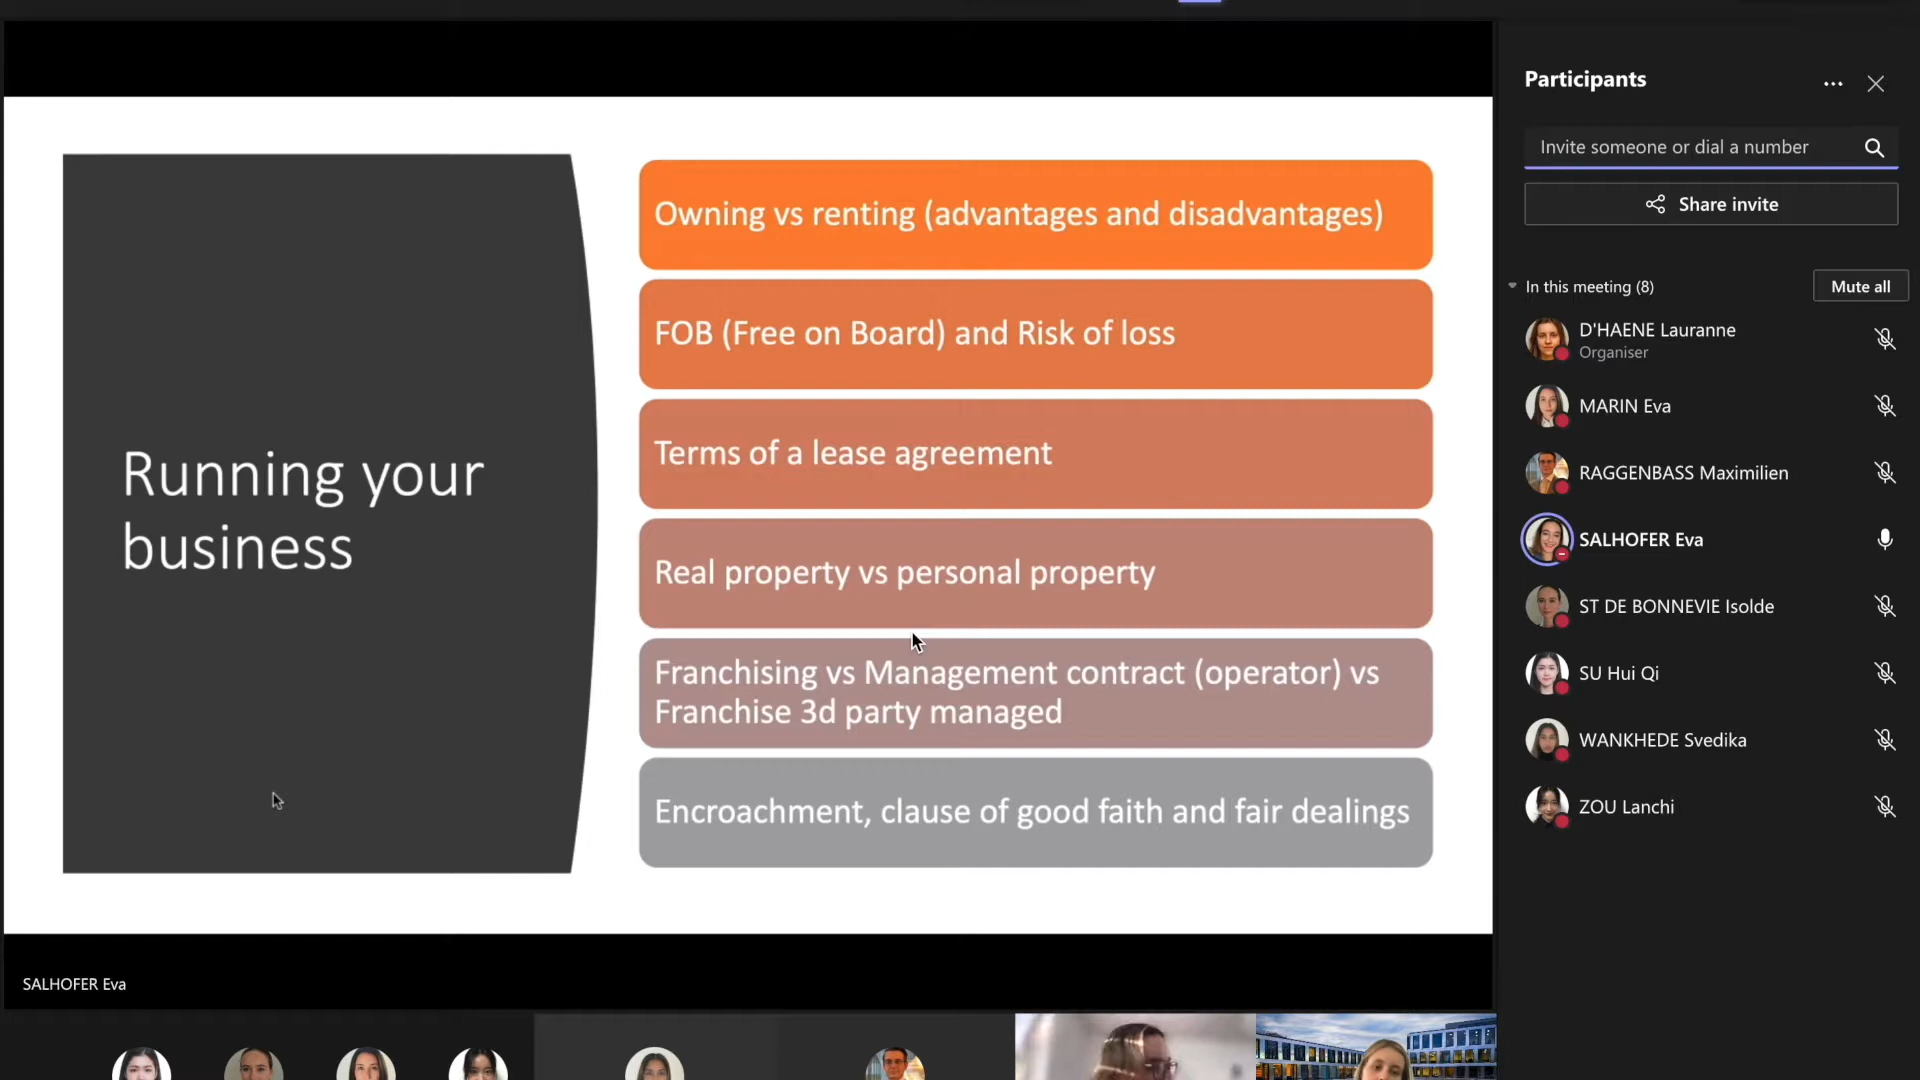 Running your
business
Owning vs renting (advantages and disadvantages)
FOB (Free on Board) and Risk of loss
Terms of a lease agreement
Real property vs personal property
Franchising vs Management contract (operator) vs
Franchise 3d party managed
Encroachment, clause of good faith and fair dealings
SALHOFER Eva
Participants
Invite someone or dial a number
Share invite
In this meeting (8)
Mute all
D'HAENE Lauranne
Organiser
MARIN Eva
RAGGENBASS Maximilien
SALHOFER Eva
ST DE BONNEVIE Isolde
SU Hui Qi
WANKHEDE Svedika
ZOU Lanchi